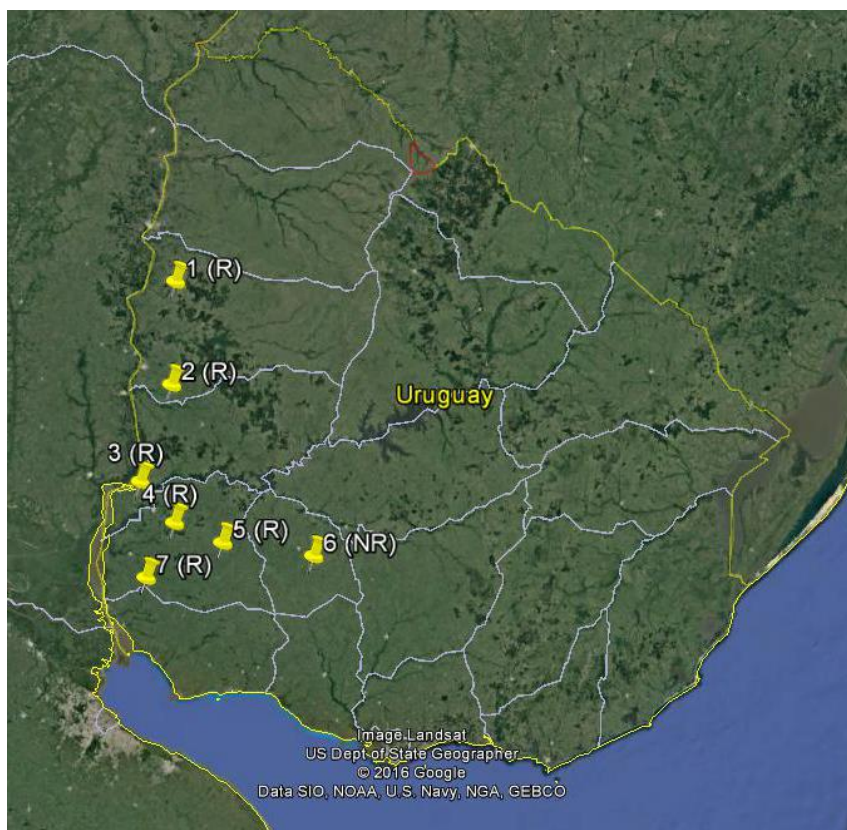 1 (R)
2 (R)
Uruguay
3 (R)
4 (R)
5 (R)
6 (NR)
7 (R)
Image Landsat
US Dept of State Geographer
© 2016 Google
Data SIO, NOAA, U.S. Navy, NGA, GEBCO